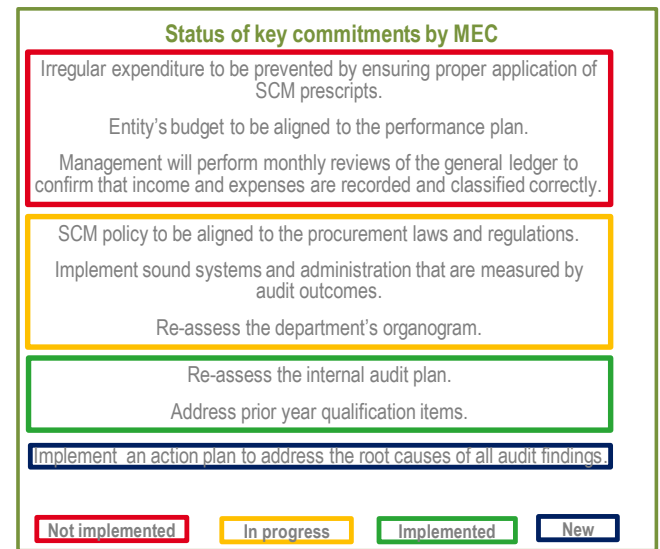 Status of key commitments by MEC
Irregular expenditure to be prevented by ensuring proper application of
SCM prescripts.
Entity's budget to be aligned to the performance plan.
Management will perform monthly reviews of the general ledger to
confirm that income and expenses are recorded and classified correctly.
SCM policy to be aligned to the procurement laws and regulations.
Implement sound systems and administration that are measured by
audit outcomes.
Re-assess the department's organogram.
Re-assess the internal audit plan.
Address prior year qualification items.
Implement an action plan to address the root causes of all audit findings.
Not implemented In progress Implemented New